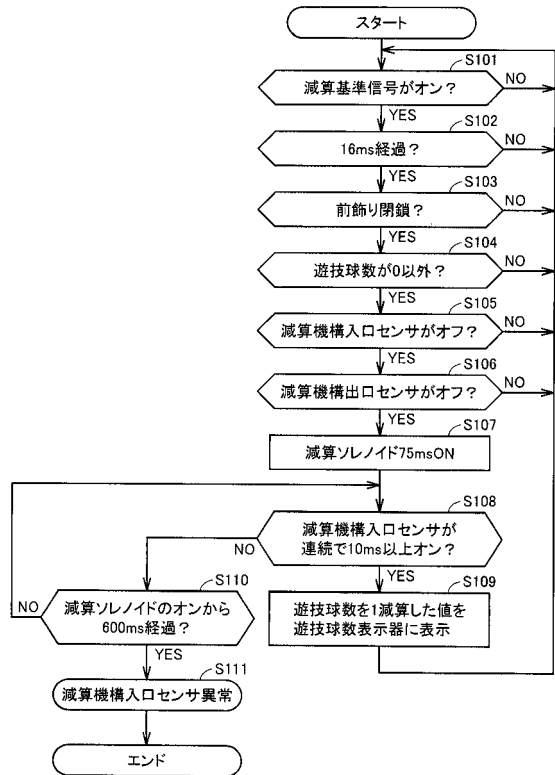 スタート
S101
減算基準信号がオン？
NO
YES
S102
16ms経過？
NO
YES
S103
前飾り閉鎖？
NO
YES
S104
遊技球数が0以外？
NO
YES
S105
減算機構入口センサがオフ？
NO
YES
S106
減算機構出口センサがオフ？
NO
YES
S107
減算ソレノイド75msON
S108
減算機構入口センサが
連続で10ms以上オン？
NO
YES
S109
遊技球数を1減算した値を
遊技球数表示器に表示
S110
減算ソレノイドのオンから
600ms経過？
NO
YES
S111
減算機構入口センサ異常
エンド